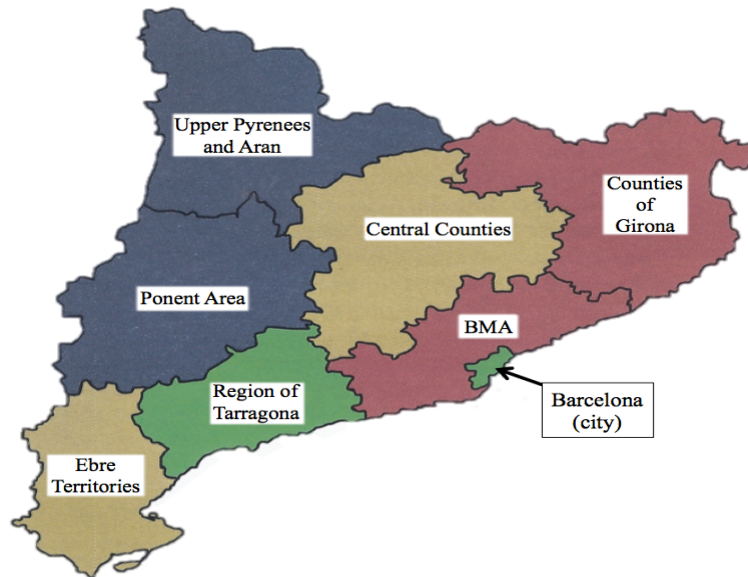 Upper Pyrenees
and Aran
Counties
of
Girona
Central Counties
Ponent Area
BMA
Region of
Tarragona
Barcelona
(city)
Ebre
Territories